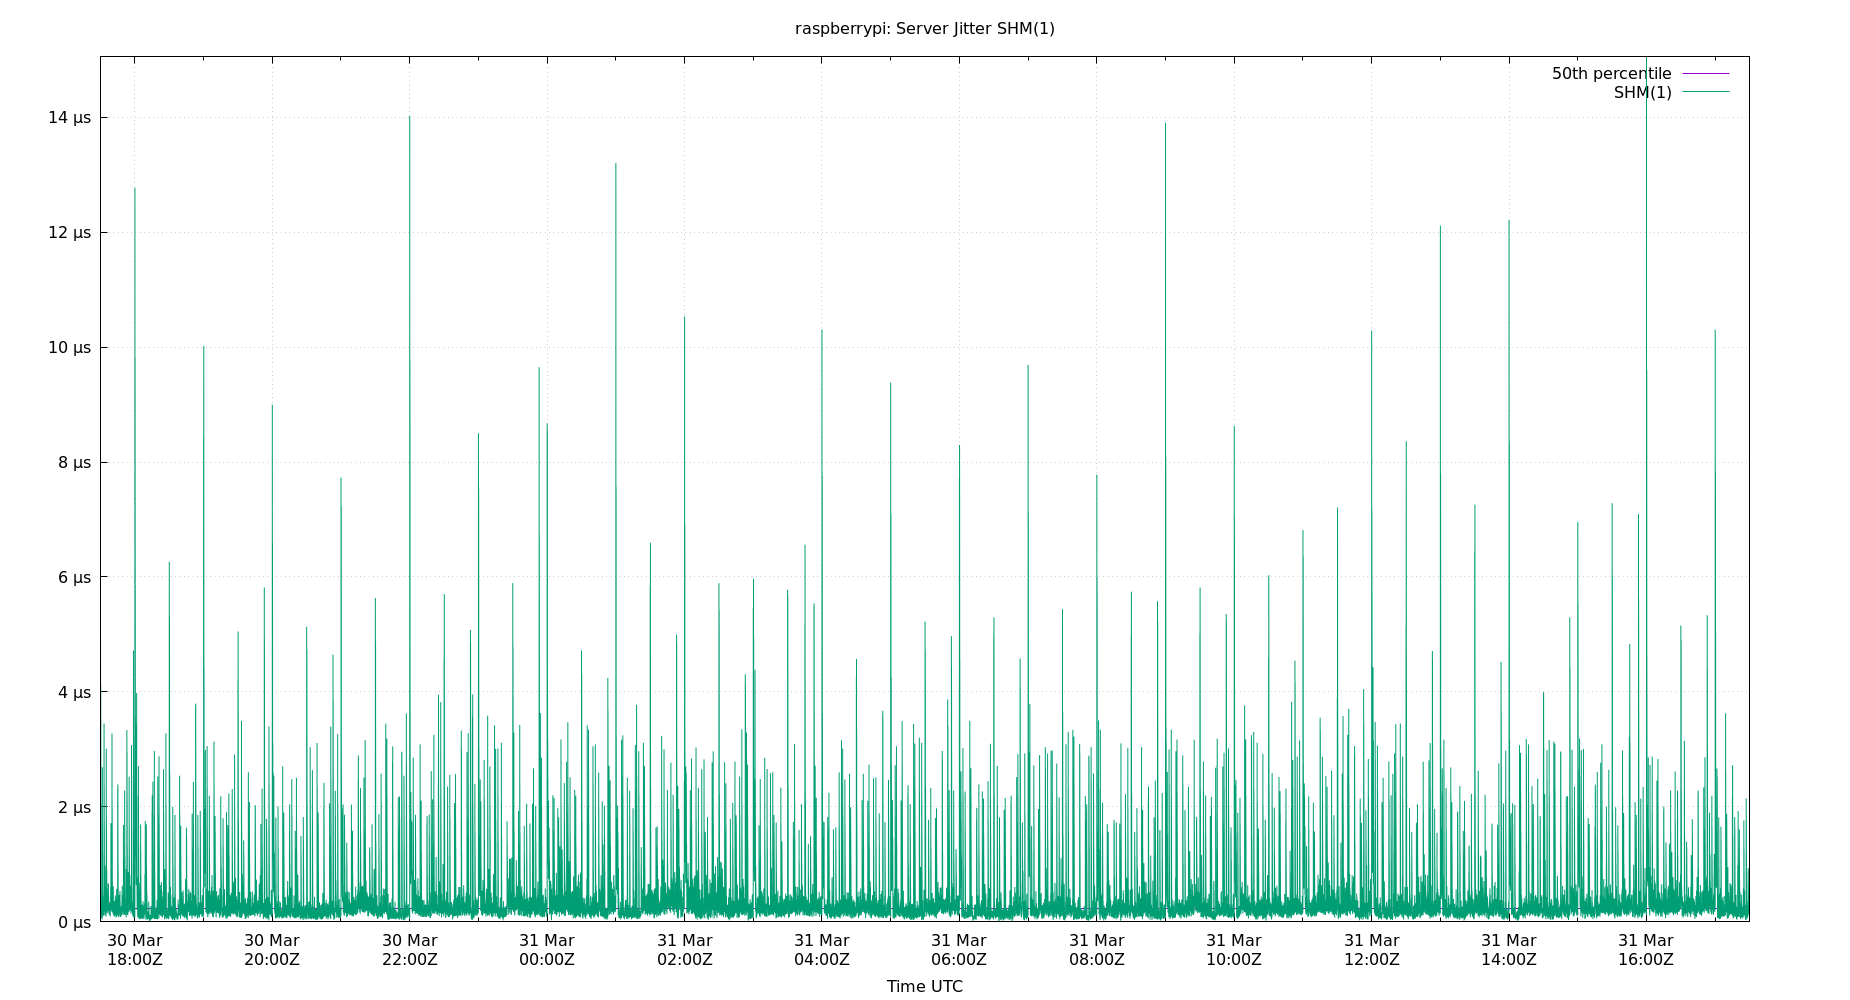 raspberrypi: Server Jitter SHM(1)
50th percentile
SHM(1)
14 µs
12 µs
10 µs
8 µs
6 µs
4 µs
2 µs
0 µs
30 Mar 30 Mar 30 Mar 31 Mar 31 Mar 31 Mar 31 Mar 31 Mar 31 Mar 31 Mar 31 Mar 31 Mar
18:00Z 20:00Z 22:00Z 00:00Z 02:00Z 04:00Z 06:00Z 08:00Z 10:00Z 12:00Z 14:00Z 16:00Z
Time UTC